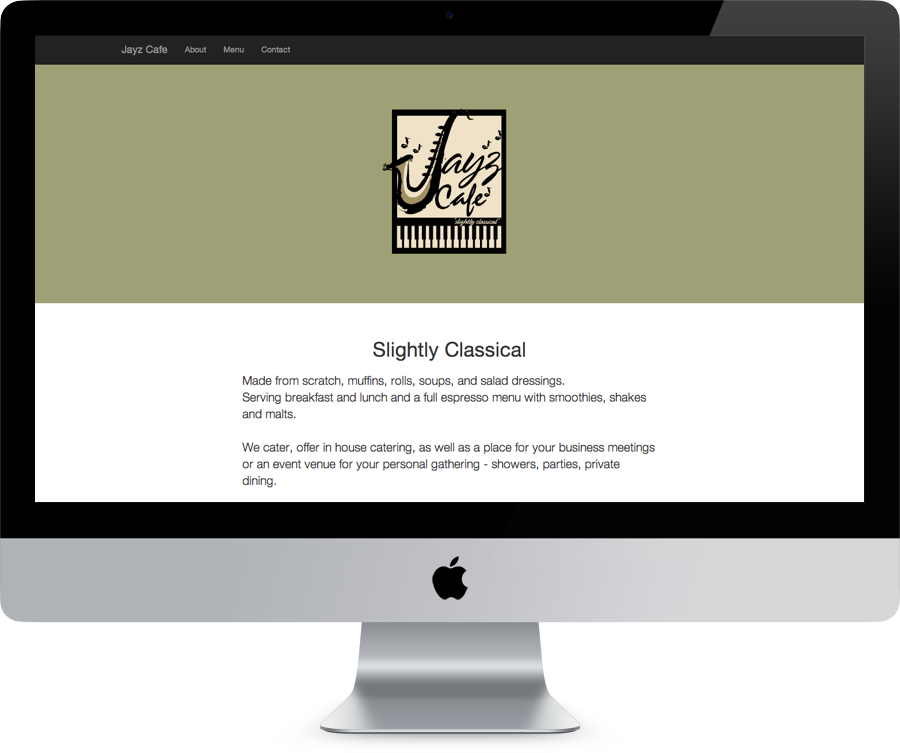 Jayz Cafe About Menu Contact
Jayz
Cafe
"slightly classical"
Slightly Classical
Made from scratch, muffins, rolls, soups, and salad dressings.
Serving breakfast and lunch and a full espresso menu with smoothies, shakes
and malts.
We cater, offer in house catering, as well as a place for your business meetings
or an event venue for your personal gathering - showers, parties, private
dining.